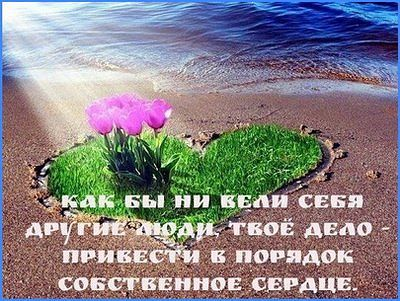 КАК БЫ НИ ВЕЛИ СЕБЯ
ДРУГИЕ ЛЮДИ, ТВОЁ ДЕЛО -
ПРИВЕСТИ В ПОРЯДОК
СОБСТВЕННОЕ СЕРДЦЕ.